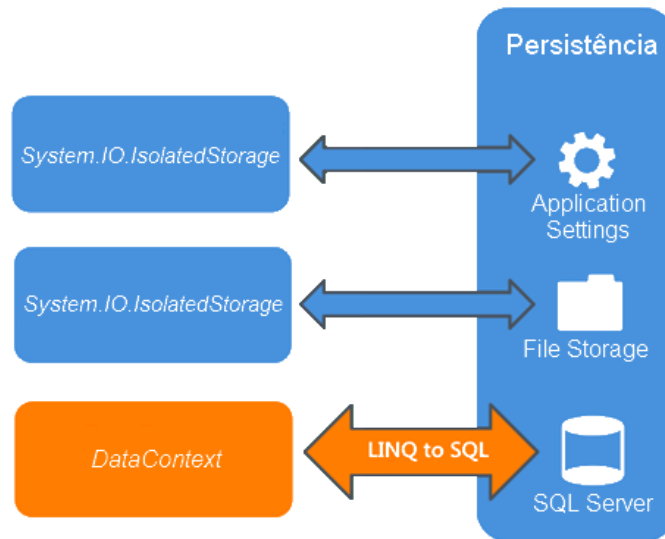 Persistência
System.IO.IsolatedStorage
Application
Settings
System.IO.IsolatedStorage
File Storage
DataContext
LINQ to SQL
SQL Server